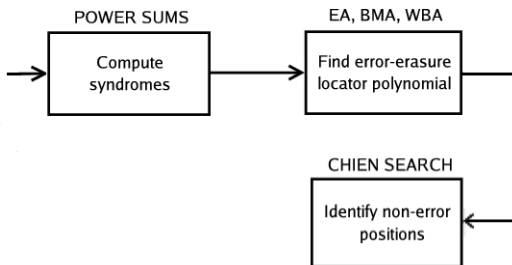 POWER SUMS
Compute
syndromes
EA, BMA, WBA
Find error-erasure
locator polynomial
CHIEN SEARCH
Identify non-error
positions